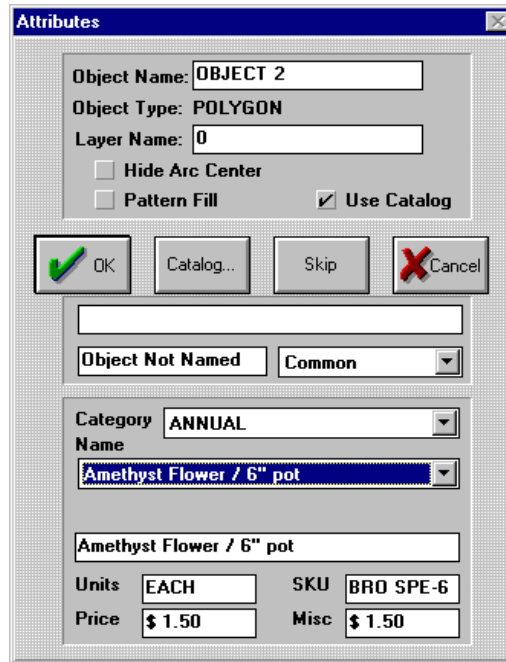 Attributes
Object Name: OBJECT 2
Object Type: POLYGON
Layer Name: 0
Hide Arc Center
Pattern Fill Use Catalog
OK Catalog... Skip Cancel
Object Not Named Common
Category ANNUAL
Name
Amethyst Flower / 6" pot
Amethyst Flower / 6" pot
Units EACH SKU BRO SPE-6
Price $ 1.50 Misc $ 1.50